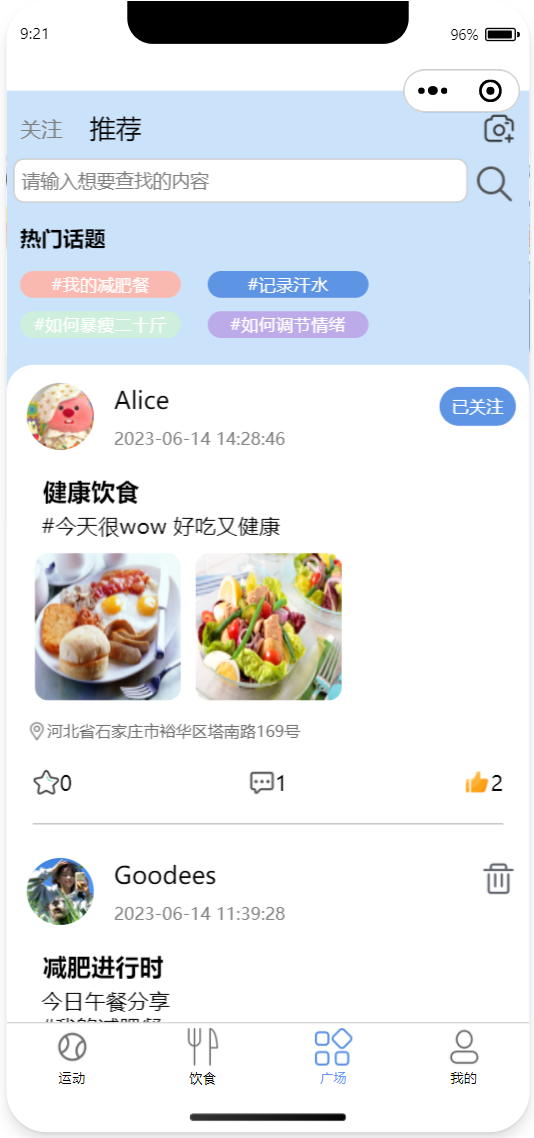 9:21 96%
关注 推荐
请输入想要查找的内容
热门话题
#我的减肥餐 #记录汗水
#如何暴瘦二十斤 #如何调节情绪
Alice
已关注
2023-06-14 14:28:46
健康饮食
#今天很wow 好吃又健康
河北省石家庄市裕华区塔南路169号
0 1 2
Goodees
2023-06-14 11:39:28
减肥进行时
今日午餐分享
#我的减肥餐
运动 饮食 广场 我的